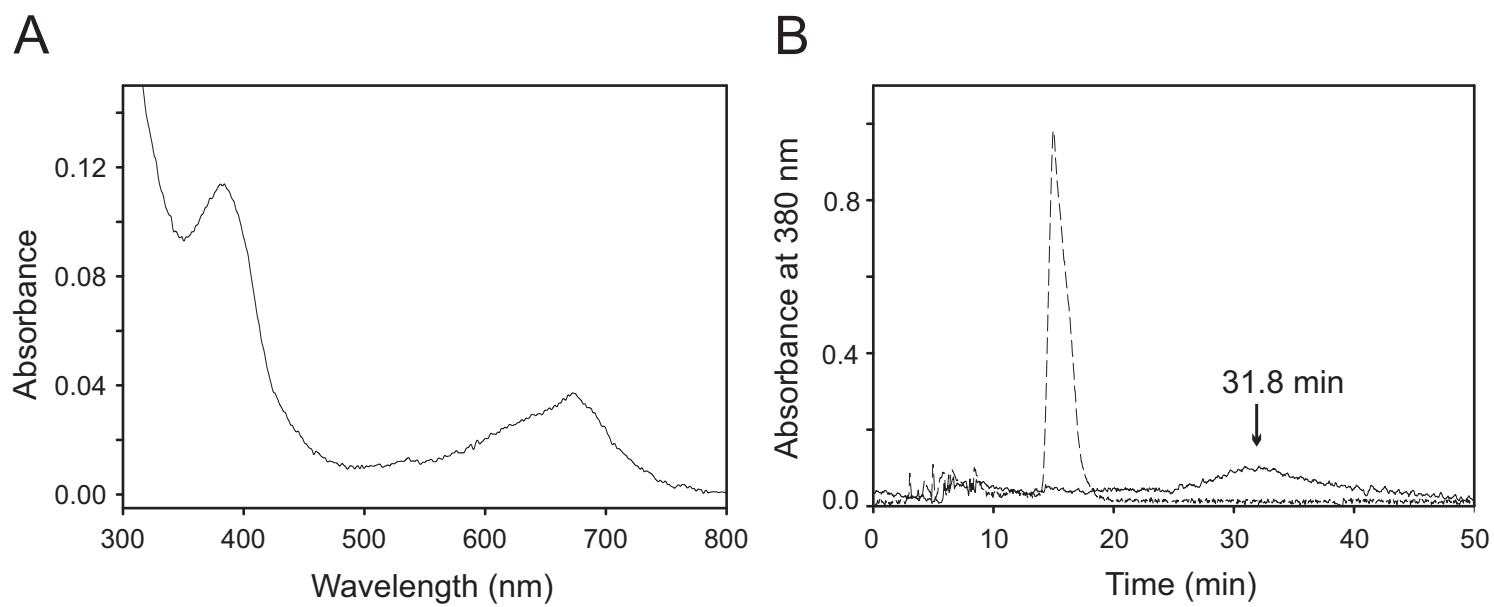 A
Absorbance
0.12
0.08
0.04
0.00
300 400 500 600 700 800
Wavelength (nm)
B
Absorbance at 380 nm
0.8
0.4
0.0
31.8 min
0 10 20 30 40 50
Time (min)